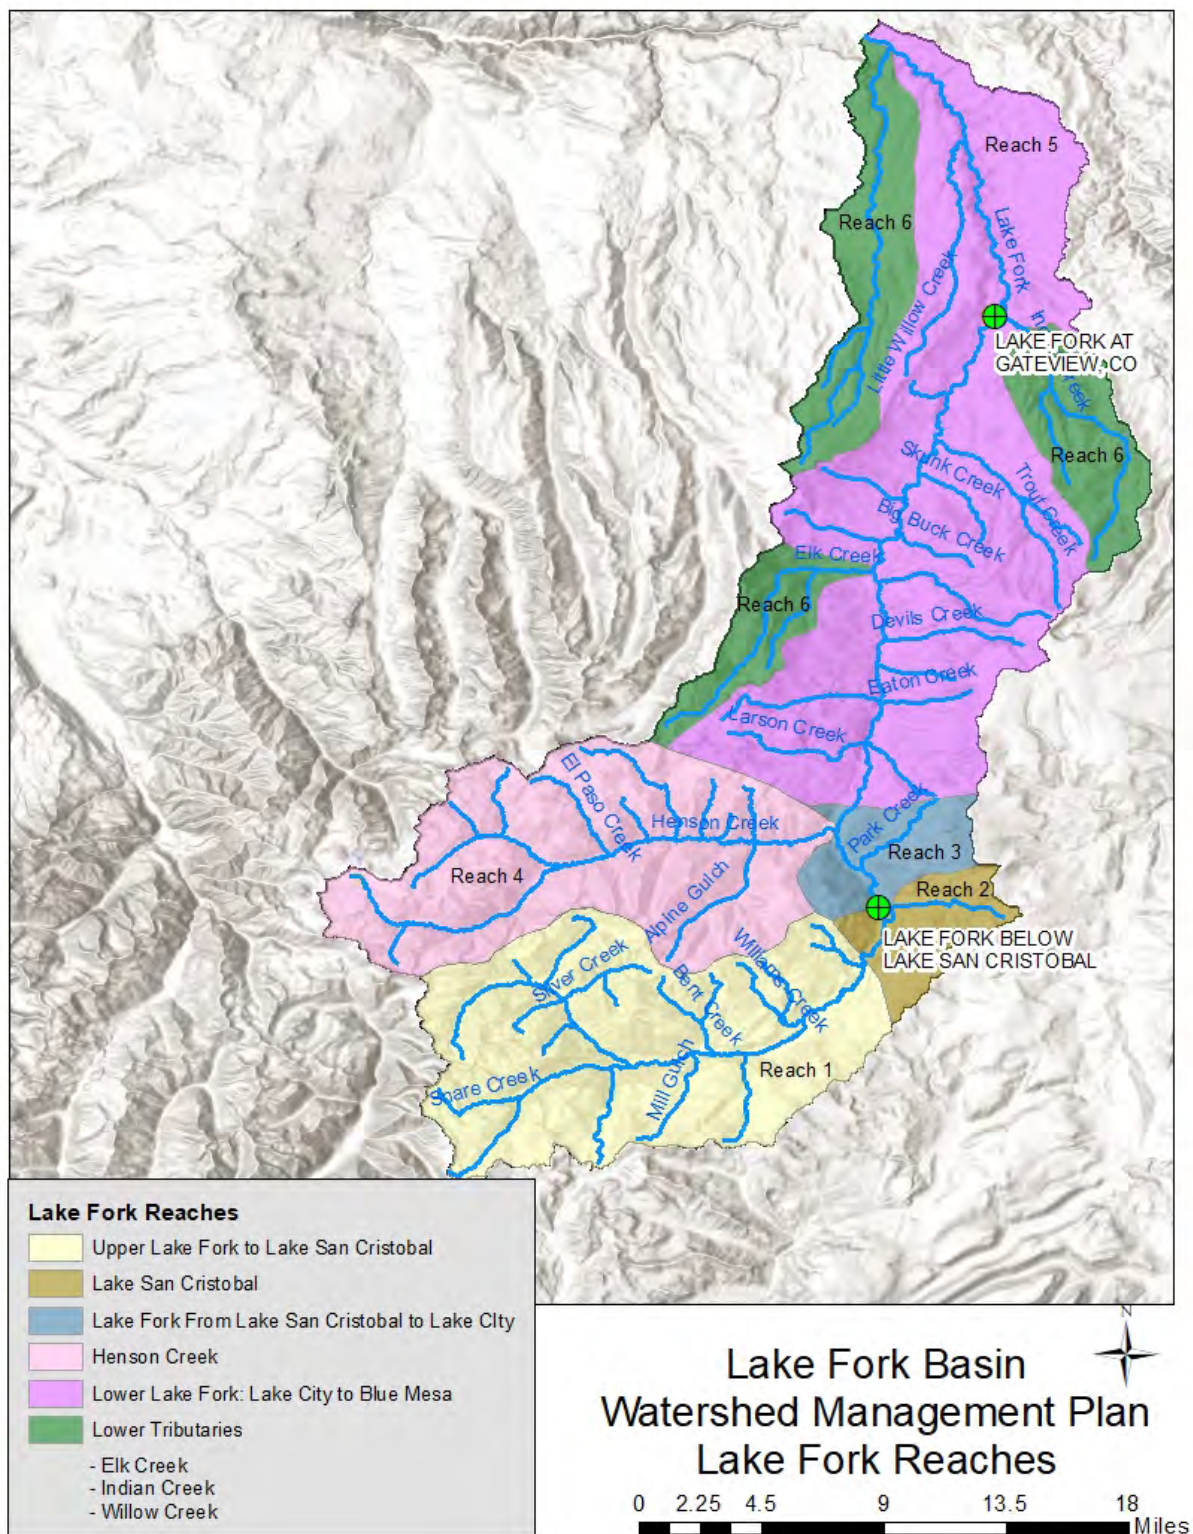 Reach 5
Reach 6
Lake Fork
Little Willow Creek
LAKE FORK AT
GATEVIEW, CO
Reach 6
Skunk Creek
Trout Creek
Big Buck Creek
Elk Creek
Reach 6
Devils Creek
Eaton Creek
Larson Creek
El Paso Creek
Henson Creek
Park Creek
Reach 3
Reach 4
Reach 2
Alpine Gulch
LAKE FORK BELOW
LAKE SAN CRISTOBAL
Silver Creek
Bent Creek
Williams Creek
Reach 1
Mill Gulch
Snare Creek
Lake Fork Reaches
Upper Lake Fork to Lake San Cristobal
Lake San Cristobal
Lake Fork From Lake San Cristobal to Lake CIty
Henson Creek
Lower Lake Fork: Lake City to Blue Mesa
Lower Tributaries
- Elk Creek
- Indian Creek
- Willow Creek
N
Lake Fork Basin
Watershed Management Plan
Lake Fork Reaches
0 2.25 4.5 9 13.5 18
Miles